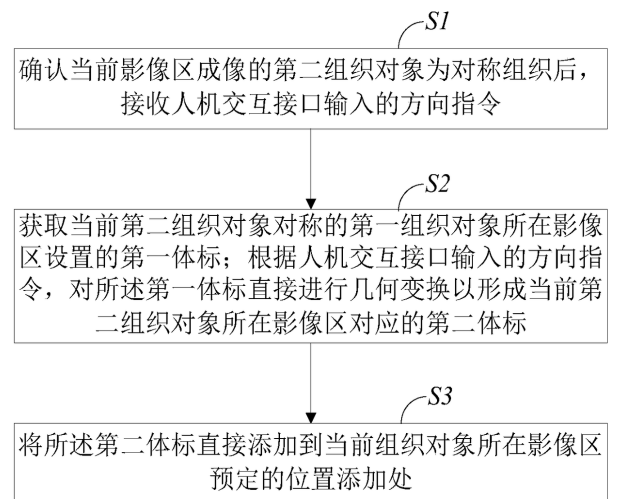 S1
确认当前影像区成像的第二组织对象为对称组织后，
接收人机交互接口输入的方向指令
S2
获取当前第二组织对象对称的第一组织对象所在影像
区设置的第一体标；根据人机交互接口输入的方向指
令，对所述第一体标直接进行几何变换以形成当前第
二组织对象所在影像区对应的第二体标
S3
将所述第二体标直接添加到当前组织对象所在影像区
预定的位置添加处